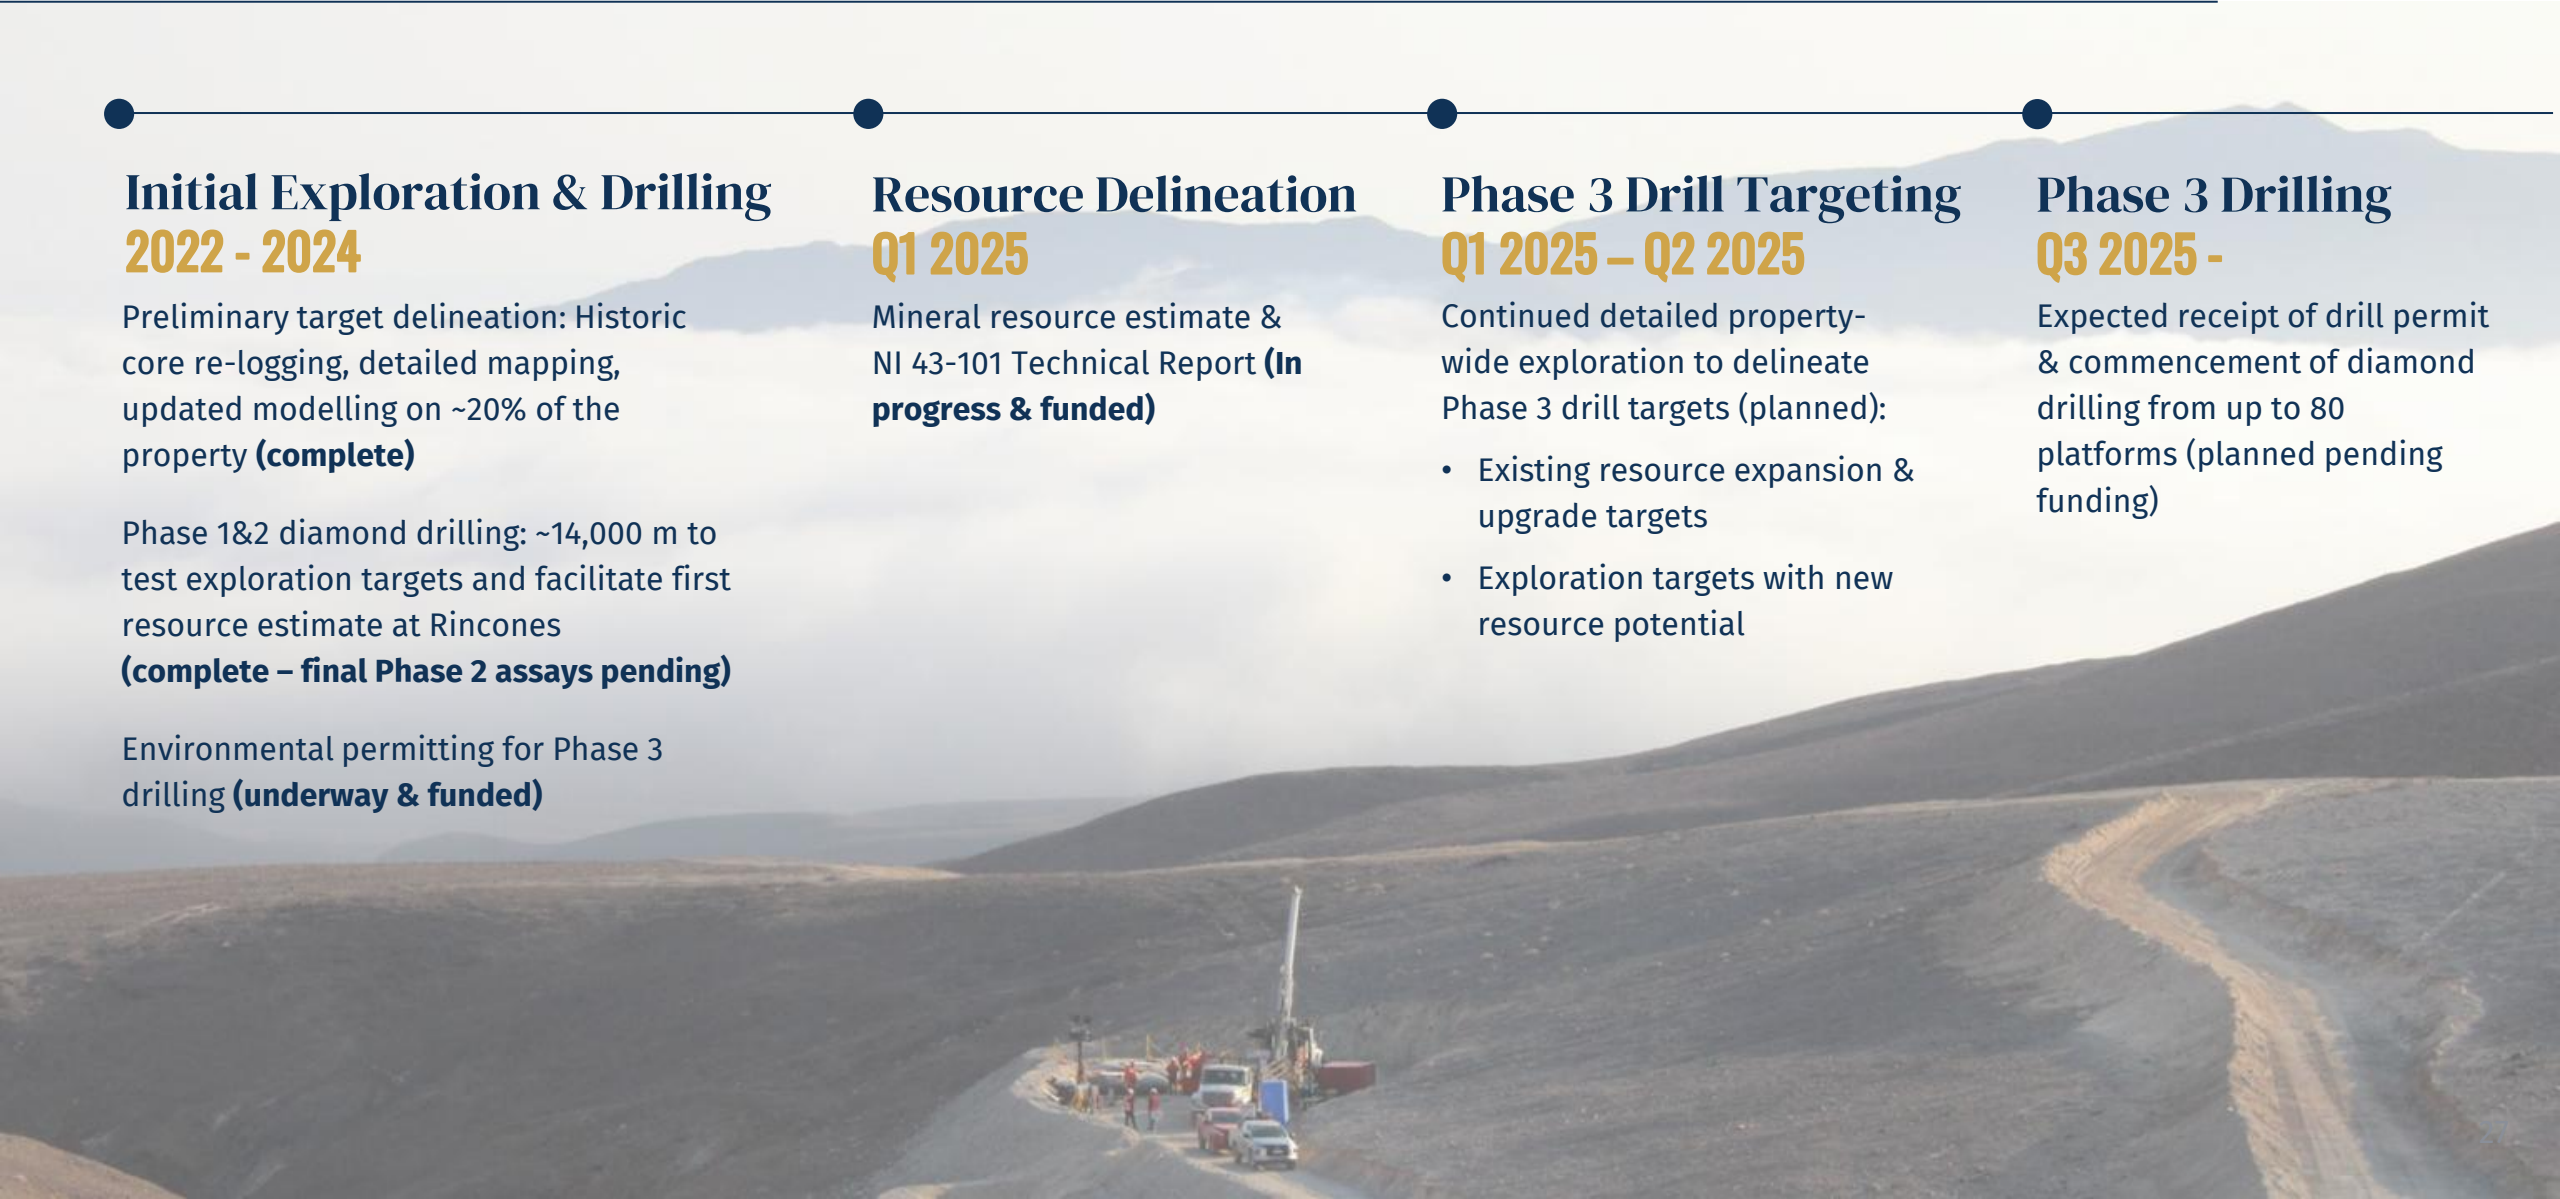 Initial Exploration & Drilling
2022 - 2024
Preliminary target delineation: Historic
core re-logging, detailed mapping,
updated modelling on ~20% of the
property (complete)
Phase 1&2 diamond drilling: ~14,000 m to
test exploration targets and facilitate first
resource estimate at Rincones
(complete – final Phase 2 assays pending)
Environmental permitting for Phase 3
drilling (underway & funded)
Resource Delineation
Q1 2025
Mineral resource estimate &
NI 43-101 Technical Report (In
progress & funded)
Phase 3 Drill Targeting
Q1 2025 – Q2 2025
Continued detailed property-
wide exploration to delineate
Phase 3 drill targets (planned):
• Existing resource expansion &
upgrade targets
• Exploration targets with new
resource potential
Phase 3 Drilling
Q3 2025 -
Expected receipt of drill permit
& commencement of diamond
drilling from up to 80
platforms (planned pending
funding)